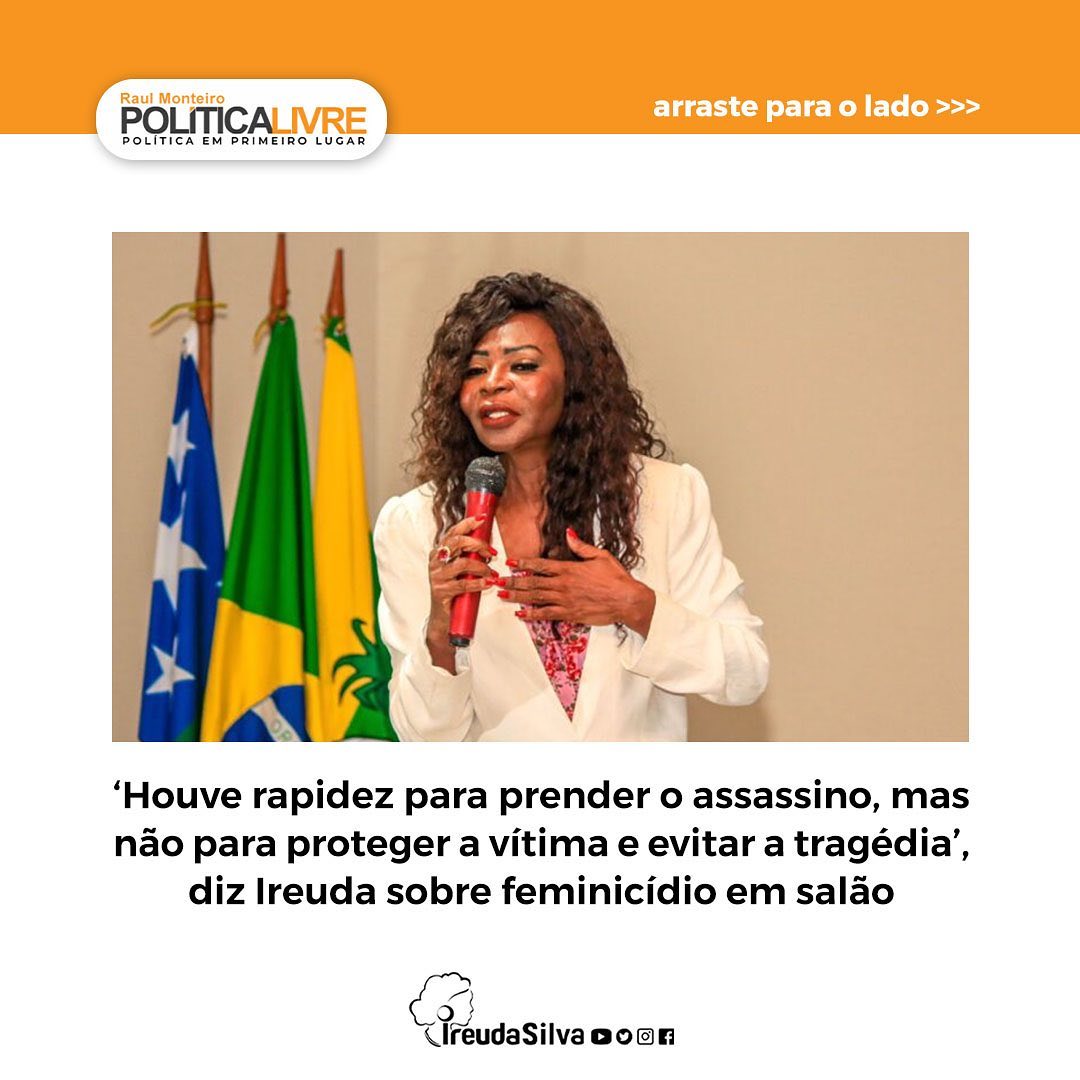 Raul Monteiro
POLÍTICALIVRE
POLÍTICA EM PRIMEIRO LUGAR
arraste para o lado >>>
‘Houve rapidez para prender o assassino, mas
não para proteger a vítima e evitar a tragédia’,
diz Ireuda sobre feminicídio em salão
IreudaSilva